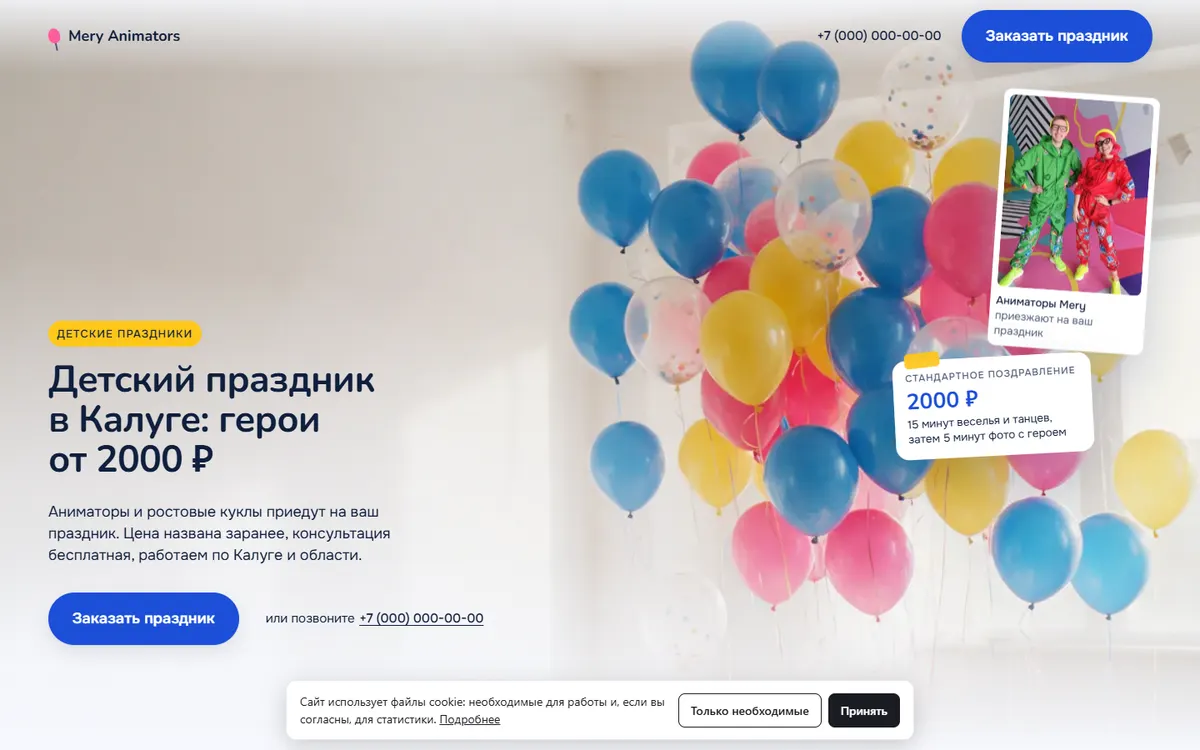 Mery Animators
+7 (000) 000-00-00
Заказать праздник
Аниматоры Mery
приезжают на ваш
праздник
СТАНДАРТНОЕ ПОЗДРАВЛЕНИЕ
2000 ₽
15 минут веселья и танцев,
затем 5 минут фото с героем
ДЕТСКИЕ ПРАЗДНИКИ
Детский праздник
в Калуге: герои
от 2000 ₽
Аниматоры и ростовые куклы приедут на ваш
праздник. Цена названа заранее, консультация
бесплатная, работаем по Калуге и области.
Заказать праздник
или позвоните +7 (000) 000-00-00
Сайт использует файлы cookie: необходимые для работы и, если вы
согласны, для статистики. Подробнее
Только необходимые
Принять